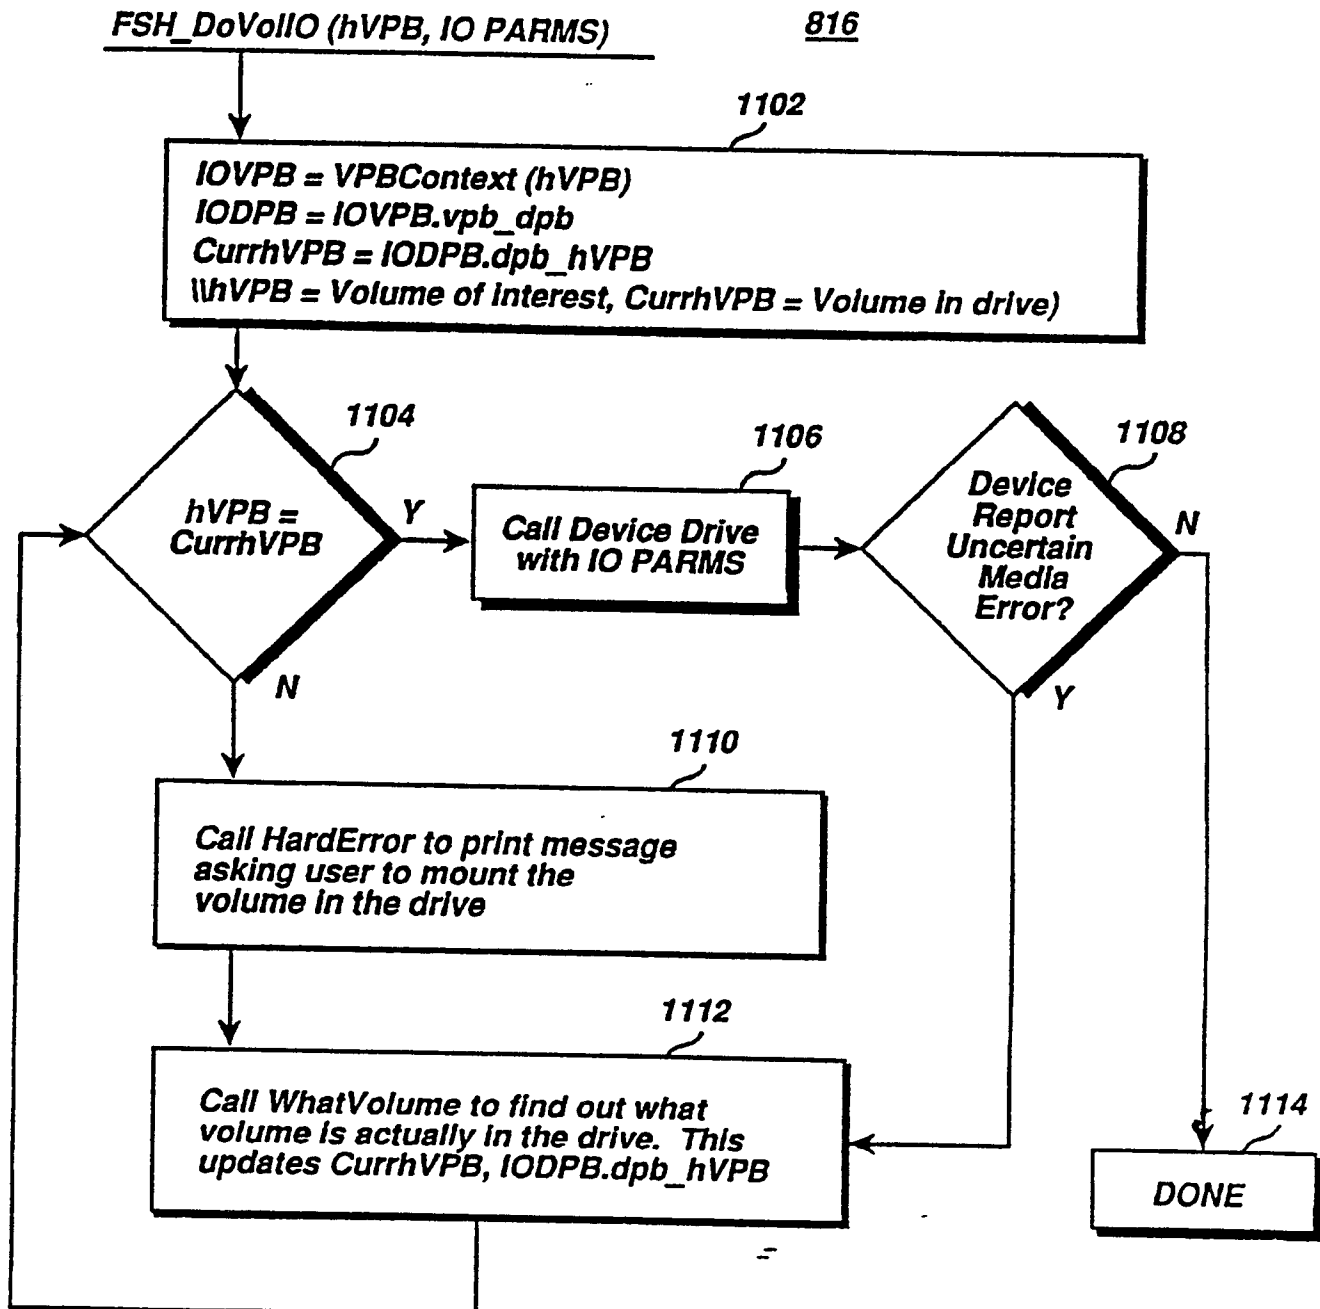 FSH_DoVolIO (hVPB, IO PARMS)
816
1102
IOVPB = VPBContext (hVPB)
IODPB = IOVPB.vpb_dpb
CurrhVPB = IODPB.dpb_hVPB
\\hVPB = Volume of interest, CurrhVPB = Volume in drive)
1104
hVPB =
CurrhVPB
Y
N
1106
Call Device Drive
with IO PARMS
1108
Device
Report
Uncertain
Media
Error?
N
Y
1110
Call HardError to print message
asking user to mount the
volume in the drive
1112
Call WhatVolume to find out what
volume is actually in the drive. This
updates CurrhVPB, IODPB.dpb_hVPB
1114
DONE